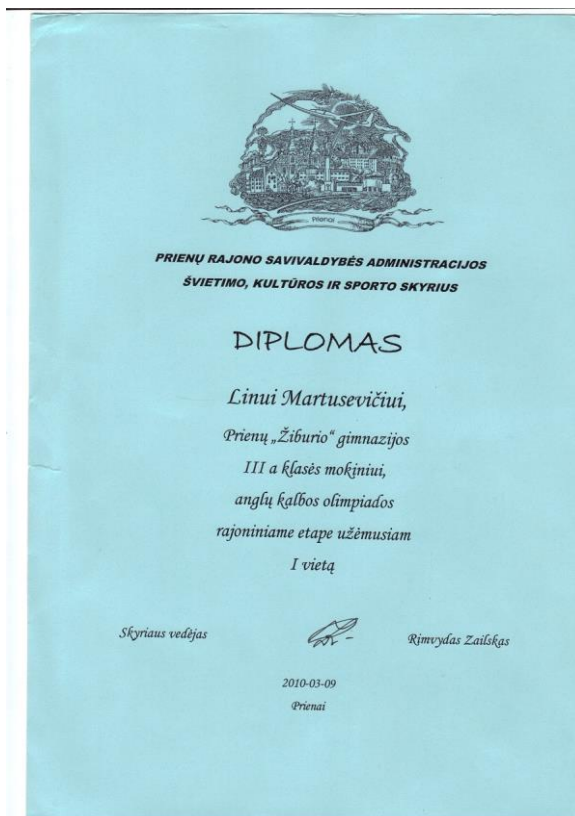 Prienai
PRIENŲ RAJONO SAVIVALDYBĖS ADMINISTRACIJOS
ŠVIETIMO, KULTŪROS IR SPORTO SKYRIUS
DIPLOMAS
Linui Martusevičiui,
Prienų „Žiburio“ gimnazijos
III a klasės mokiniui,
anglų kalbos olimpiados
rajoniniame etape užėmusiam
I vietą
Skyriaus vedėjas Rimvydas Zailskas
2010-03-09
Prienai